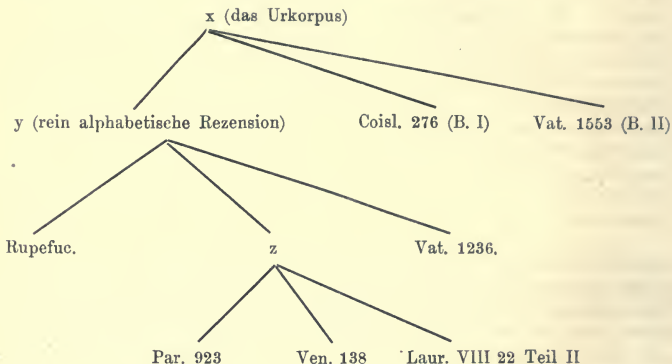 x (das Urkorpus)
y (rein alphabetische Rezension) Coisl. 276 (B. I) Vat. 1553 (B. II)
Rupefuc. z Vat. 1236.
Par. 923 Ven. 138 Laur. VIII 22 Teil II